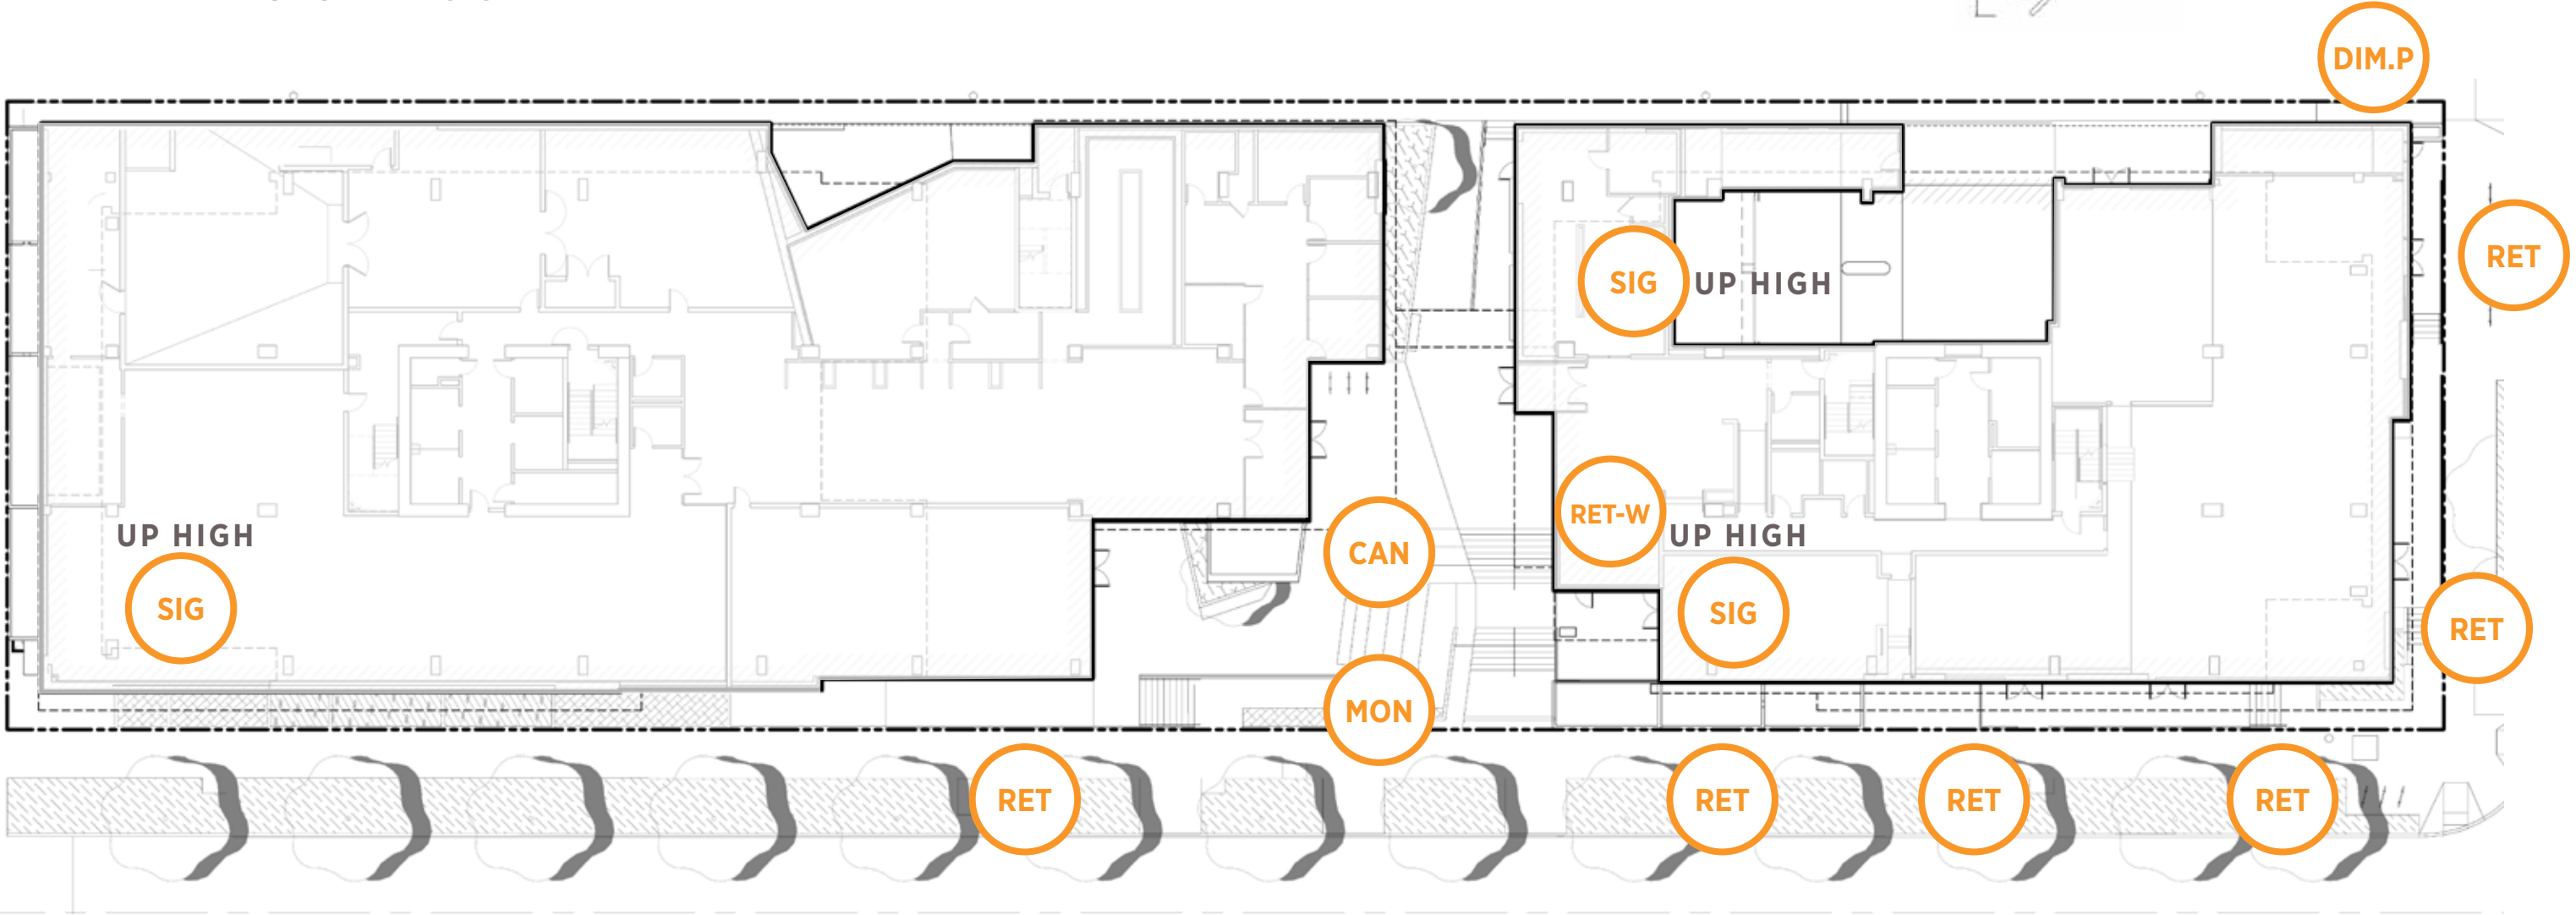 DIM.P
RET
SIG
UP HIGH
RET-W
UP HIGH
UP HIGH
CAN
SIG
SIG
RET
MON
RET
RET
RET
RET